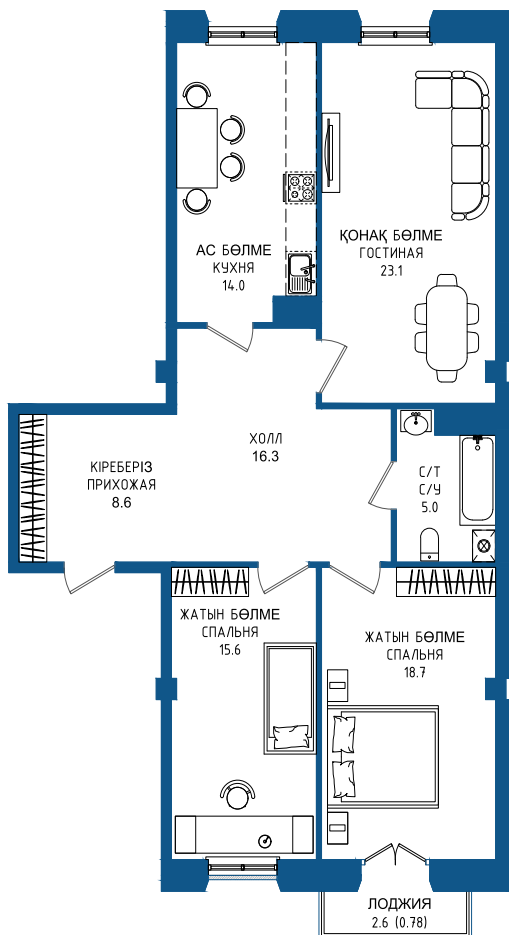 АС БӨЛМЕ
КУХНЯ
14.0
ҚОНАҚ БӨЛМЕ
ГОСТИНАЯ
23.1
ХОЛЛ
16.3
КІРЕБЕРІЗ
ПРИХОЖАЯ
8.6
С/Т
С/У
5.0
ЖАТЫН БӨЛМЕ
СПАЛЬНЯ
15.6
ЖАТЫН БӨЛМЕ
СПАЛЬНЯ
18.7
ЛОДЖИЯ
2.6 (0.78)